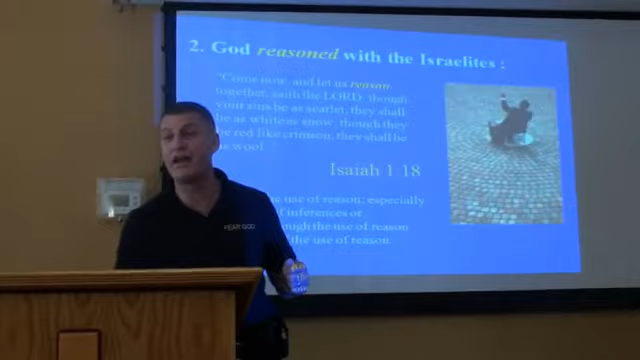 2. God reasoned with the Israelites :
"Come now, and let us reason
together, saith the LORD: though
your sins be as scarlet, they shall
be as white as snow; though they
be red like crimson, they shall be
as wool
Isaiah 1:18
use of reason; especially
f inferences or
through the use of reason
the use of reason.
FEAR GOD